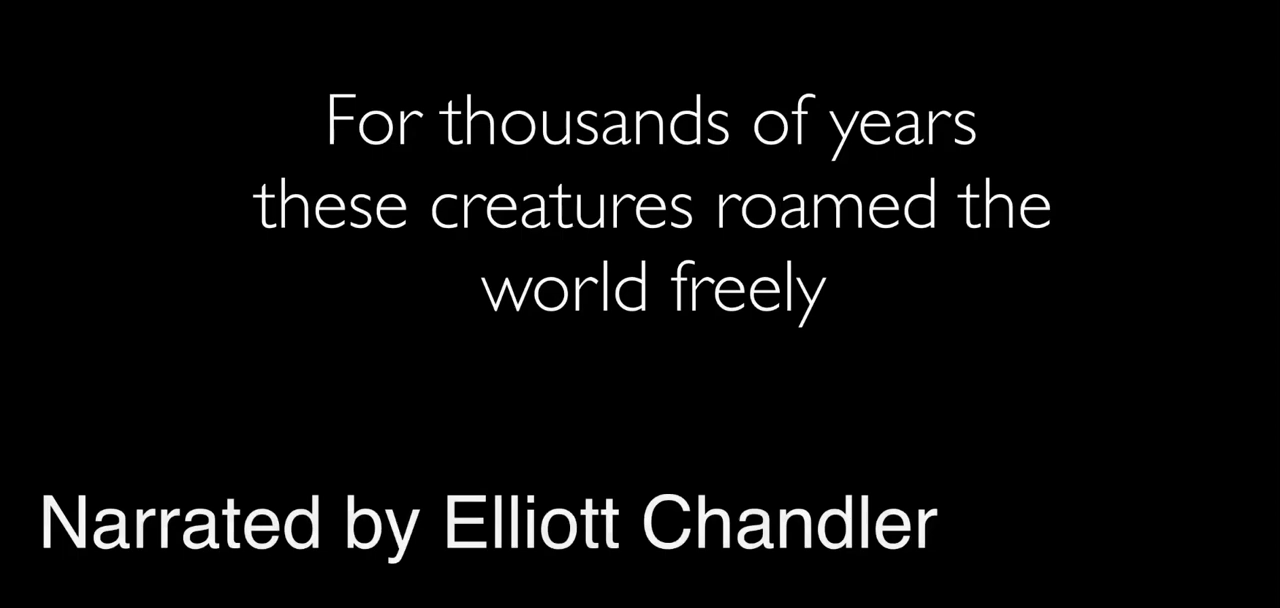 For thousands of years
these creatures roamed the
world freely
Narrated by Elliott Chandler